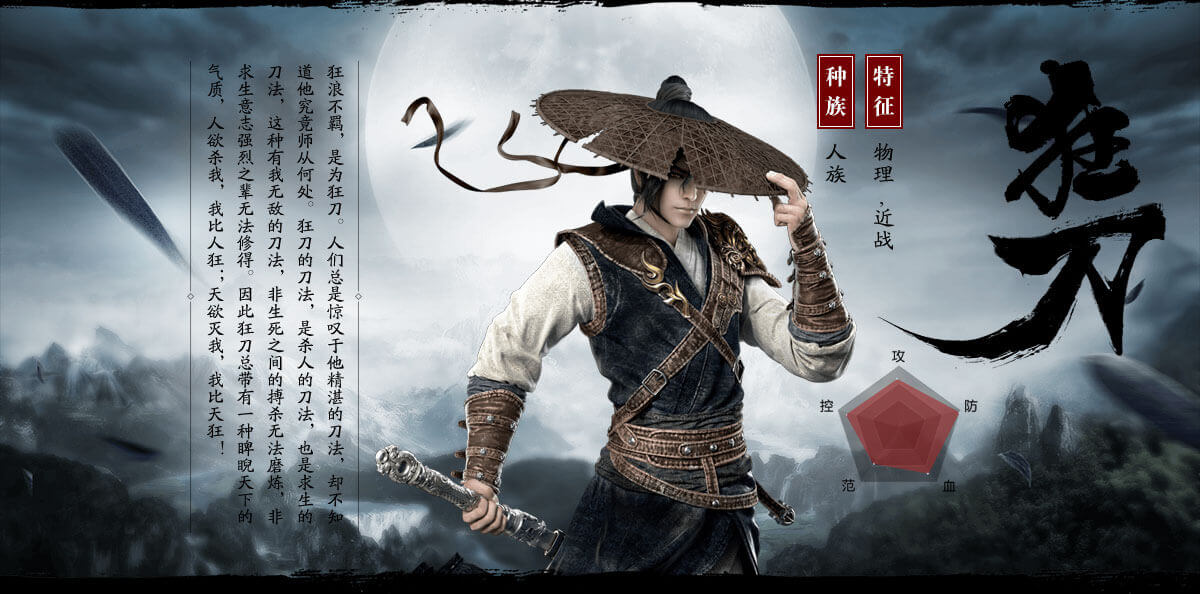 狂刀
特征
物理,近战
种族
人族
攻
防
血
范
控
狂浪不羁，是为狂刀。人们总是惊叹于他精湛的刀法，却不知
道他究竟师从何处。狂刀的刀法，是杀人的刀法，也是求生的
刀法，这种有我无敌的刀法，非生死之间的搏杀无法磨炼，非
求生意志强烈之辈无法修得。因此狂刀总带有一种睥睨天下的
气质，人欲杀我，我比人狂；天欲灭我，我比天狂！